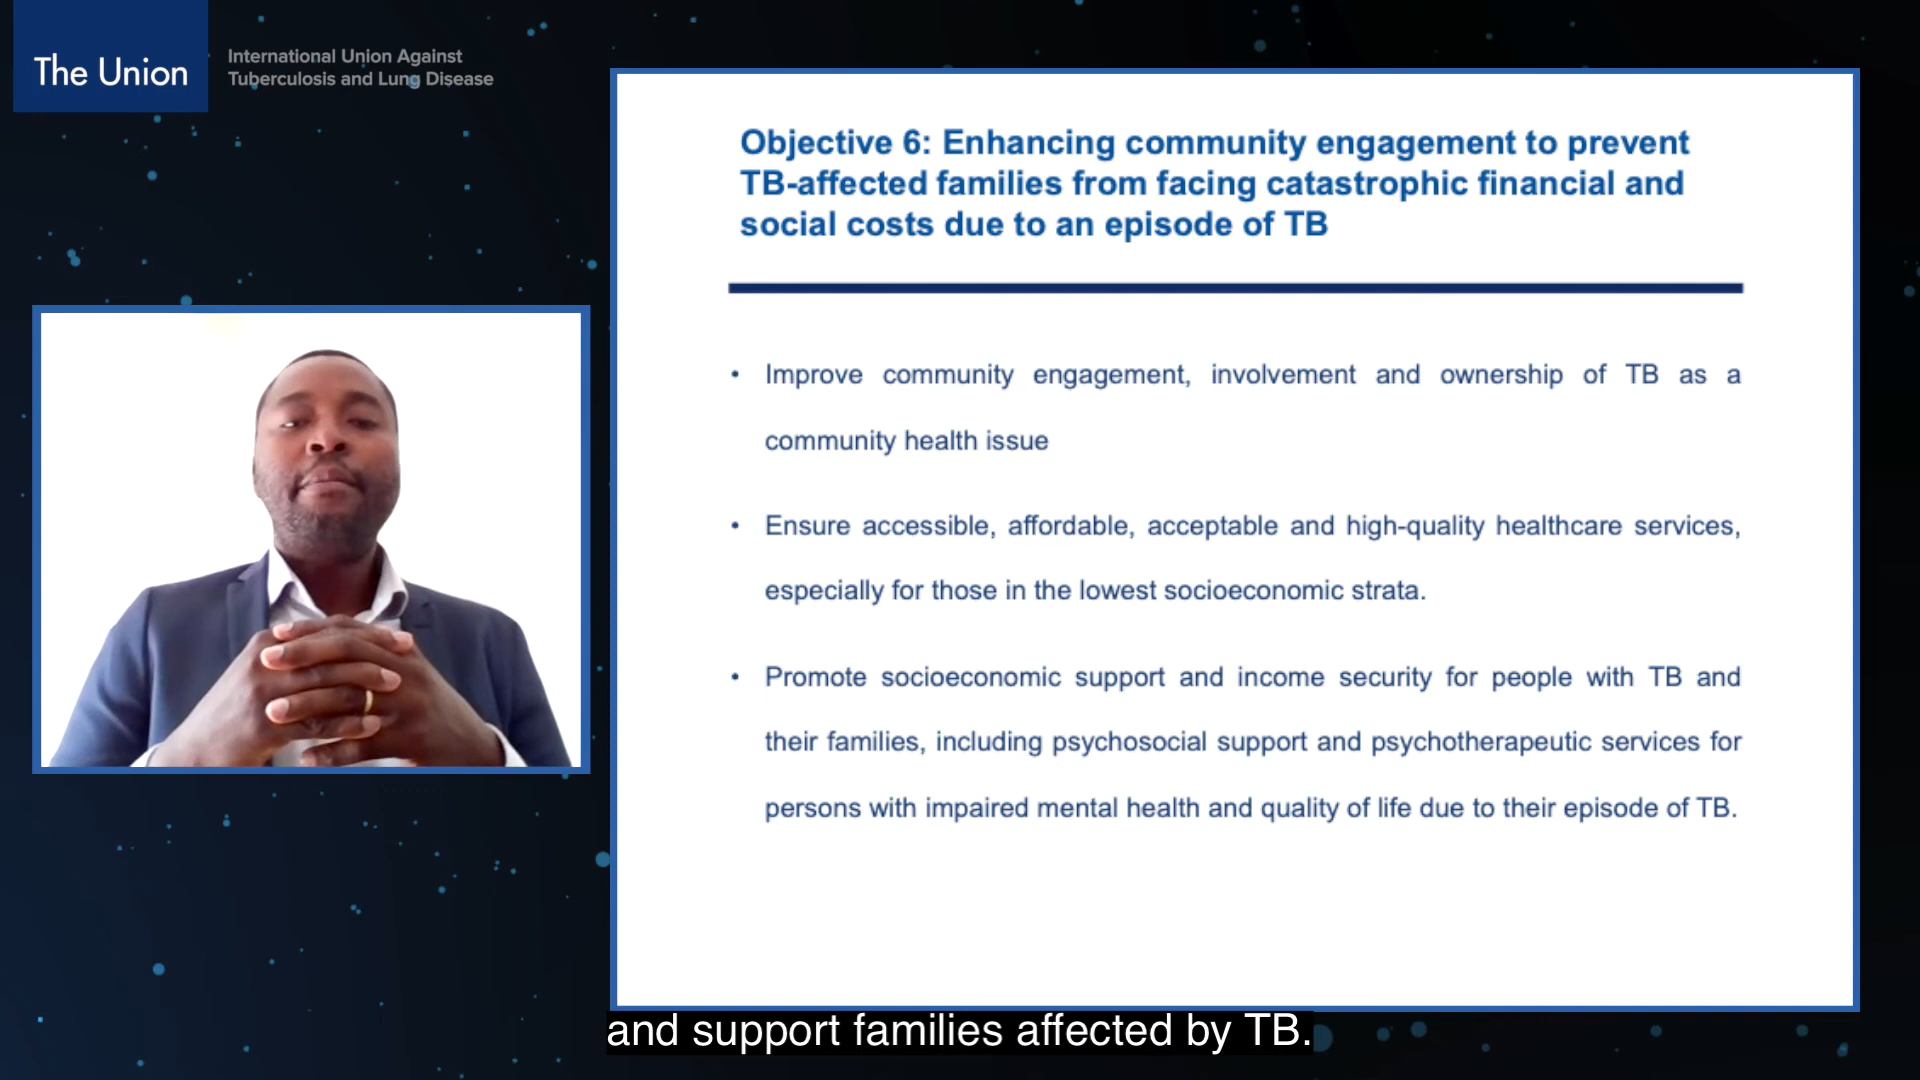 The Union
International Union Against
Tuberculosis and Lung Disease
Objective 6: Enhancing community engagement to prevent
TB-affected families from facing catastrophic financial and
social costs due to an episode of TB
• Improve community engagement, involvement and ownership of TB as a
community health issue
• Ensure accessible, affordable, acceptable and high-quality healthcare services,
especially for those in the lowest socioeconomic strata.
• Promote socioeconomic support and income security for people with TB and
their families, including psychosocial support and psychotherapeutic services for
persons with impaired mental health and quality of life due to their episode of TB.
and support families affected by TB.